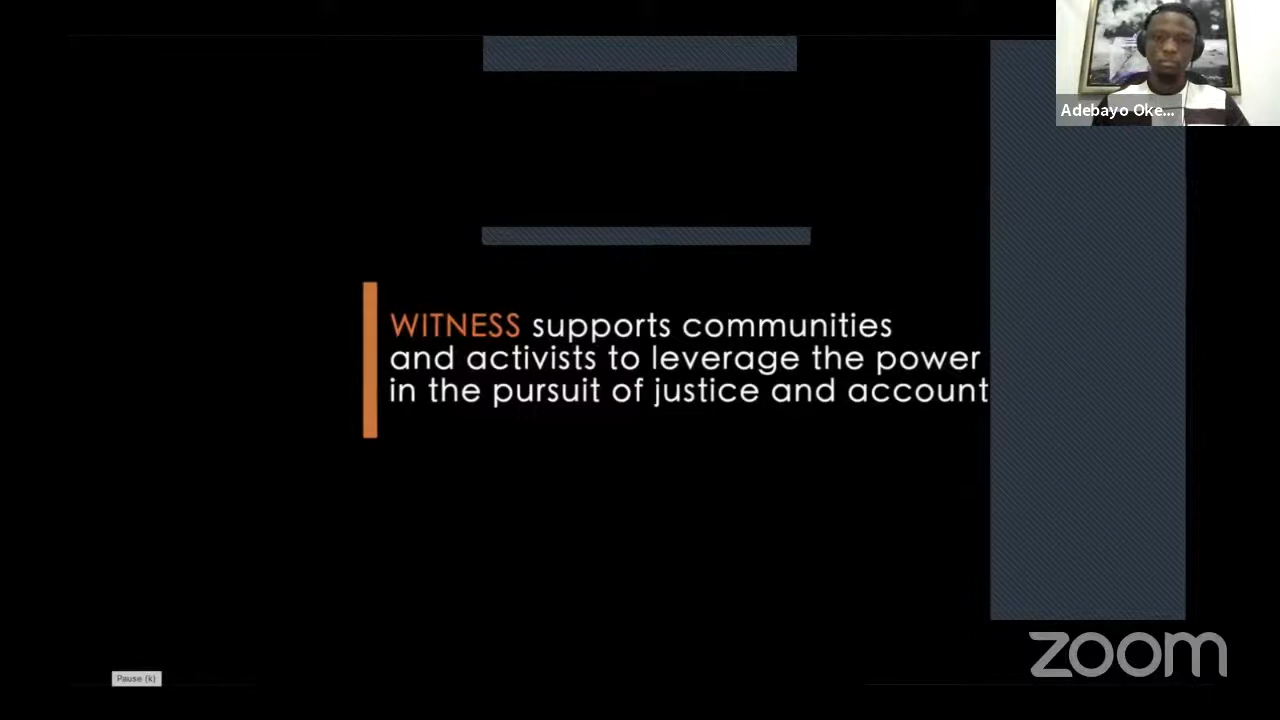 Adebayo Oke...
WITNESS supports communities
and activists to leverage the power
in the pursuit of justice and account
zoom
Pause (k)